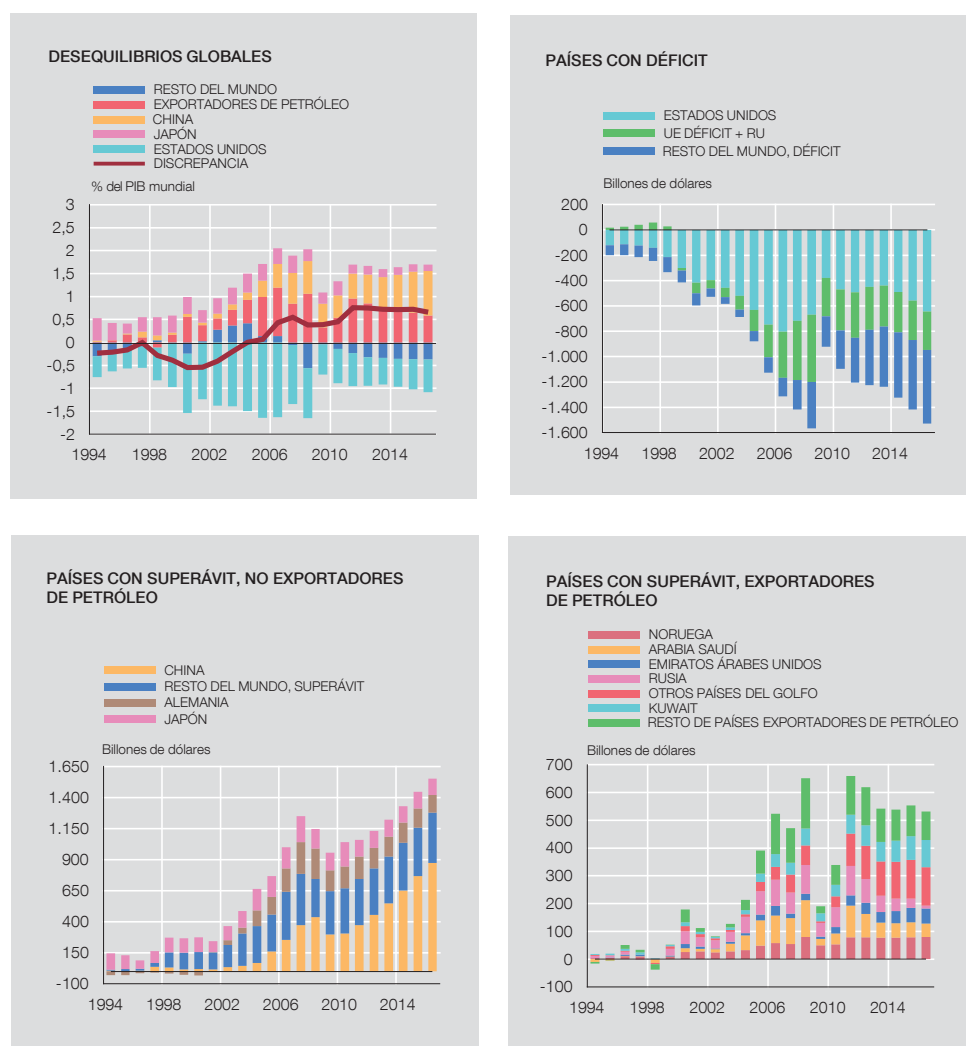 DESEQUILIBRIOS GLOBALES
RESTO DEL MUNDO
EXPORTADORES DE PETRÓLEO
CHINA
JAPÓN
ESTADOS UNIDOS
DISCREPANCIA
% del PIB mundial
3
2,5
2
1,5
1
0,5
0
-0,5
-1
-1,5
-2
1994 1998 2002 2006 2010 2014
PAÍSES CON DÉFICIT
ESTADOS UNIDOS
UE DÉFICIT + RU
RESTO DEL MUNDO, DÉFICIT
Billones de dólares
200
0
-200
-400
-600
-800
-1.000
-1.200
-1.400
-1.600
1994 1998 2002 2006 2010 2014
PAÍSES CON SUPERÁVIT, NO EXPORTADORES
DE PETRÓLEO
CHINA
RESTO DEL MUNDO, SUPERÁVIT
ALEMANIA
JAPÓN
Billones de dólares
1.650
1.400
1.150
900
650
400
150
-100
1994 1998 2002 2006 2010 2014
PAÍSES CON SUPERÁVIT, EXPORTADORES
DE PETRÓLEO
NORUEGA
ARABIA SAUDÍ
EMIRATOS ÁRABES UNIDOS
RUSIA
OTROS PAÍSES DEL GOLFO
KUWAIT
RESTO DE PAÍSES EXPORTADORES DE PETRÓLEO
Billones de dólares
700
600
500
400
300
200
100
0
-100
1994 1998 2002 2006 2010 2014